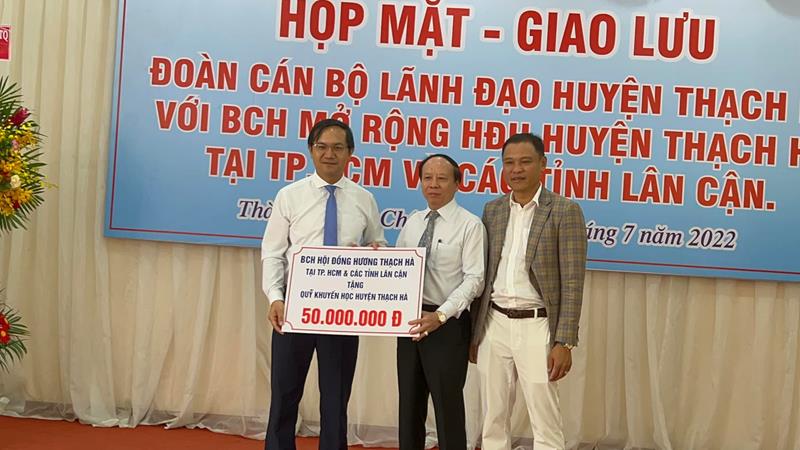 HỌP MẶT - GIAO LƯU
ĐOÀN CÁN BỘ LÃNH ĐẠO HUYỆN THẠCH
VỚI BCH MỞ RỘNG HĐH HUYỆN THẠCH H
TẠI TP. HCM VÀ CÁC TỈNH LÂN CẬN.
7 năm 2022
BCH HỘI ĐỒNG HƯƠNG THẠCH HÀ
TẠI TP. HCM & CÁC TỈNH LÂN CẬN
TẶNG
QUỸ KHUYẾN HỌC HUYỆN THẠCH HÀ
50.000.000 Đ